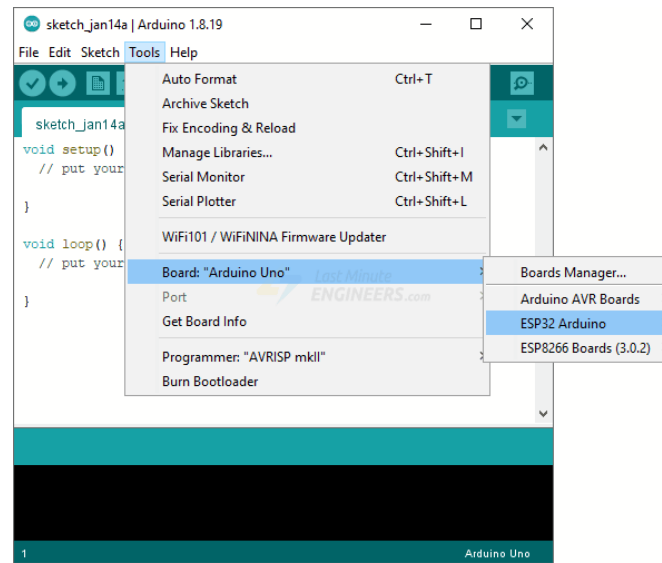 sketch_jan14a | Arduino 1.8.19
File Edit Sketch Tools Help
Auto Format Ctrl+T
Archive Sketch
sketch_jan14a
Fix Encoding & Reload
void setup()
Manage Libraries... Ctrl+Shift+I
// put your
Serial Monitor Ctrl+Shift+M
}
Serial Plotter Ctrl+Shift+L
void loop() {
WiFi101 / WiFiNINA Firmware Updater
// put your
Board: "Arduino Uno"
Boards Manager...
Last Minute
ENGINEERS.com
}
Port
Arduino AVR Boards
Get Board Info
ESP32 Arduino
ESP8266 Boards (3.0.2)
Programmer: "AVRISP mkII"
Burn Bootloader
1 Arduino Uno